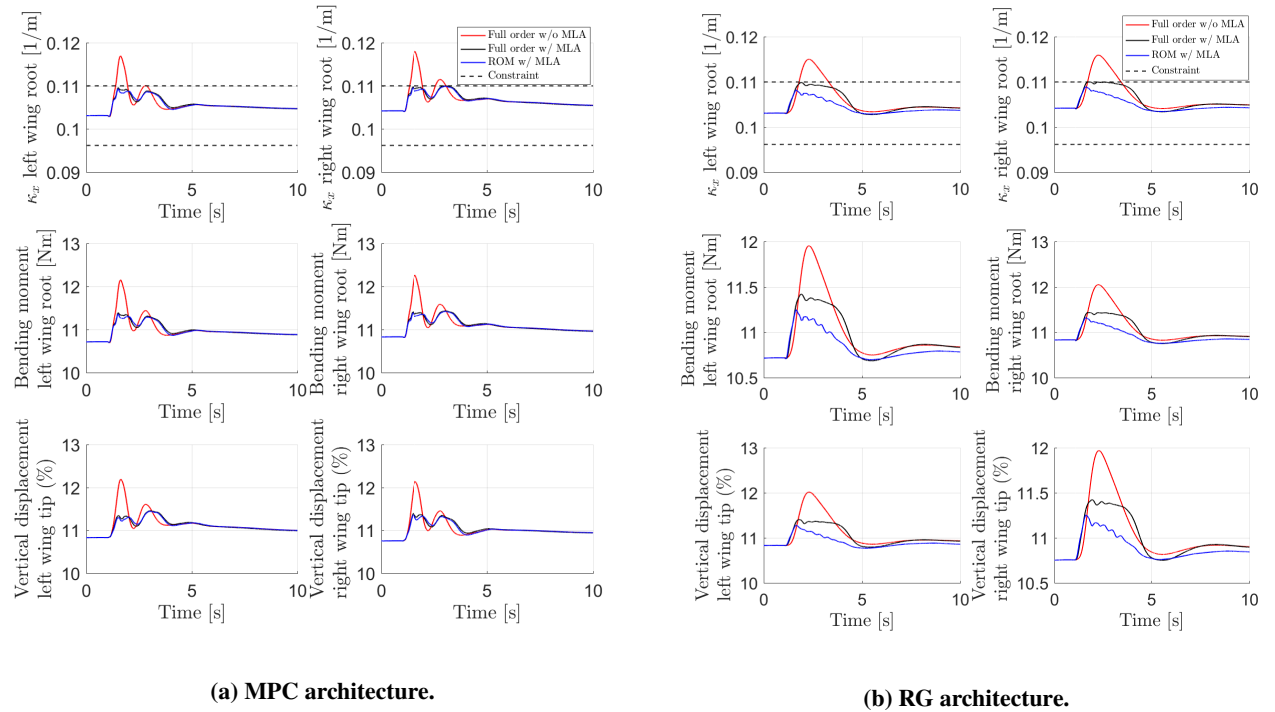 0.12
0.11
0.1
0.09
κx left wing root [1/m]
0 5 10
Time [s]
0.12
0.11
0.1
0.09
κx right wing root [1/m]
0 5 10
Time [s]
Full order w/o MLA
Full order w/ MLA
ROM w/ MLA
Constraint
13
12
11
10
Bending moment
left wing root [Nm]
0 5 10
Time [s]
13
12
11
10
Bending moment
right wing root [Nm]
0 5 10
Time [s]
13
12
11
10
Vertical displacement
left wing tip (%)
0 5 10
Time [s]
13
12
11
10
Vertical displacement
right wing tip (%)
0 5 10
Time [s]
(a) MPC architecture.
0.12
0.11
0.1
0.09
κx left wing root [1/m]
0 5 10
Time [s]
0.12
0.11
0.1
0.09
κx right wing root [1/m]
0 5 10
Time [s]
Full order w/o MLA
Full order w/ MLA
ROM w/ MLA
Constraint
12
11.5
11
10.5
Bending moment
left wing root [Nm]
0 5 10
Time [s]
13
12
11
10
Bending moment
right wing root [Nm]
0 5 10
Time [s]
13
12
11
10
Vertical displacement
left wing tip (%)
0 5 10
Time [s]
12
11.5
11
10.5
Vertical displacement
right wing tip (%)
0 5 10
Time [s]
(b) RG architecture.